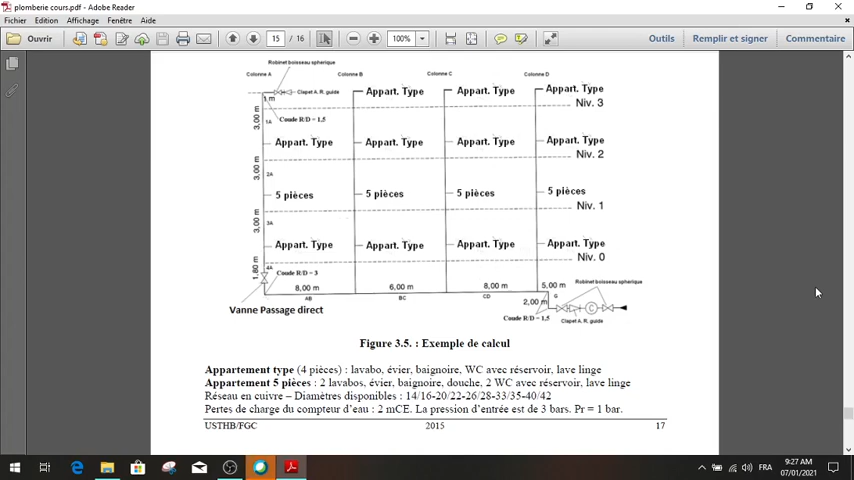 plomberie cours.pdf - Adobe Reader
Fichier Edition Affichage Fenêtre Aide
Ouvrir 15 / 16 100% Outils Remplir et signer Commentaire
Robinet boisseau spherique
Colonne A Colonne B Colonne C Colonne D
Clapet A. R. guide Appart. Type Appart. Type Appart. Type
1 m
Niv. 3
3,00 m 1A Coude R/D = 1.5
Appart. Type Appart. Type Appart. Type Appart. Type
Niv. 2
3,00 m 2A
5 pièces 5 pièces 5 pièces 5 pièces
Niv. 1
3,00 m 3A
Appart. Type Appart. Type Appart. Type Appart. Type
Niv. 0
1,80 m 4A Coude R/D = 3
8,00 m 6,00 m 8,00 m 5,00 m Robinet boisseau spherique
AB BC CD G
2,00 m C
Vanne Passage direct
Coude R/D = 1.5 Clapet A. R. guide
Figure 3.5. : Exemple de calcul
Appartement type (4 pièces) : lavabo, évier, baignoire, WC avec réservoir, lave linge
Appartement 5 pièces : 2 lavabos, évier, baignoire, douche, 2 WC avec réservoir, lave linge
Réseau en cuivre – Diamètres disponibles : 14/16-20/22-26/28-33/35-40/42
Pertes de charge du compteur d'eau : 2 mCE. La pression d'entrée est de 3 bars. Pr = 1 bar.
USTHB/FGC 2015 17
FRA 9:27 AM
07/01/2021